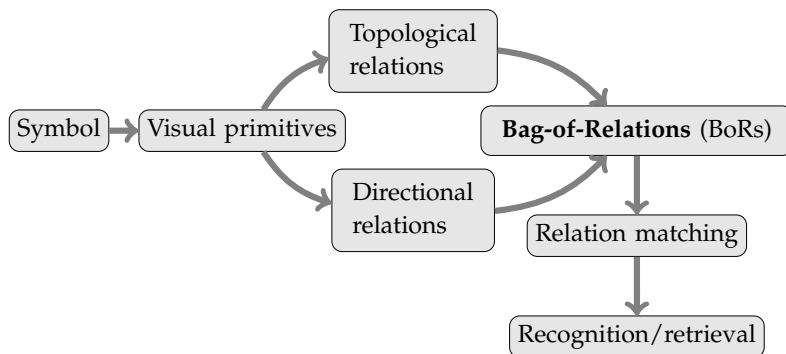 Symbol
Visual primitives
Topological
relations
Directional
relations
Bag-of-Relations (BoRs)
Relation matching
Recognition/retrieval